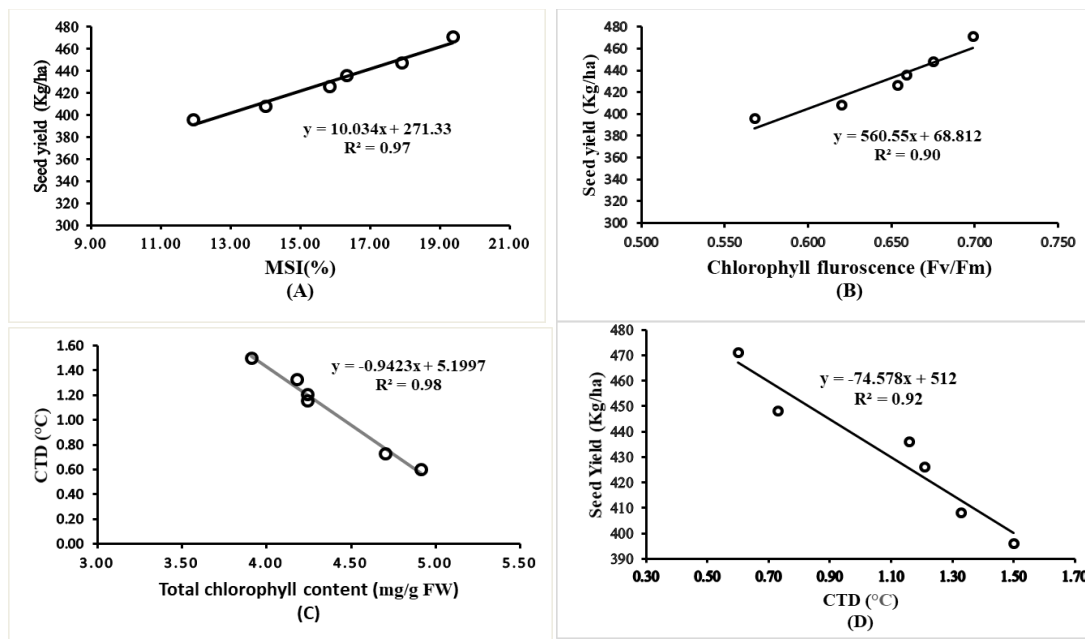 480
460
440
420
400
380
360
340
320
300
Seed yield (Kg/ha)
y = 10.034x + 271.33
R² = 0.97
9.00 11.00 13.00 15.00 17.00 19.00 21.00
MSI(%)
(A)
480
460
440
420
400
380
360
340
320
300
Seed yield (Kg/ha)
y = 560.55x + 68.812
R² = 0.90
0.500 0.550 0.600 0.650 0.700 0.750
Chlorophyll fluroscence (Fv/Fm)
(B)
1.60
1.40
1.20
1.00
0.80
0.60
0.40
0.20
0.00
CTD (°C)
y = -0.9423x + 5.1997
R² = 0.98
3.00 3.50 4.00 4.50 5.00 5.50
Total chlorophyll content (mg/g FW)
(C)
480
470
460
450
440
430
420
410
400
390
Seed Yield (Kg/ha)
y = -74.578x + 512
R² = 0.92
0.30 0.70 0.90 1.10 1.30 1.50 1.70
CTD (°C)
(D)